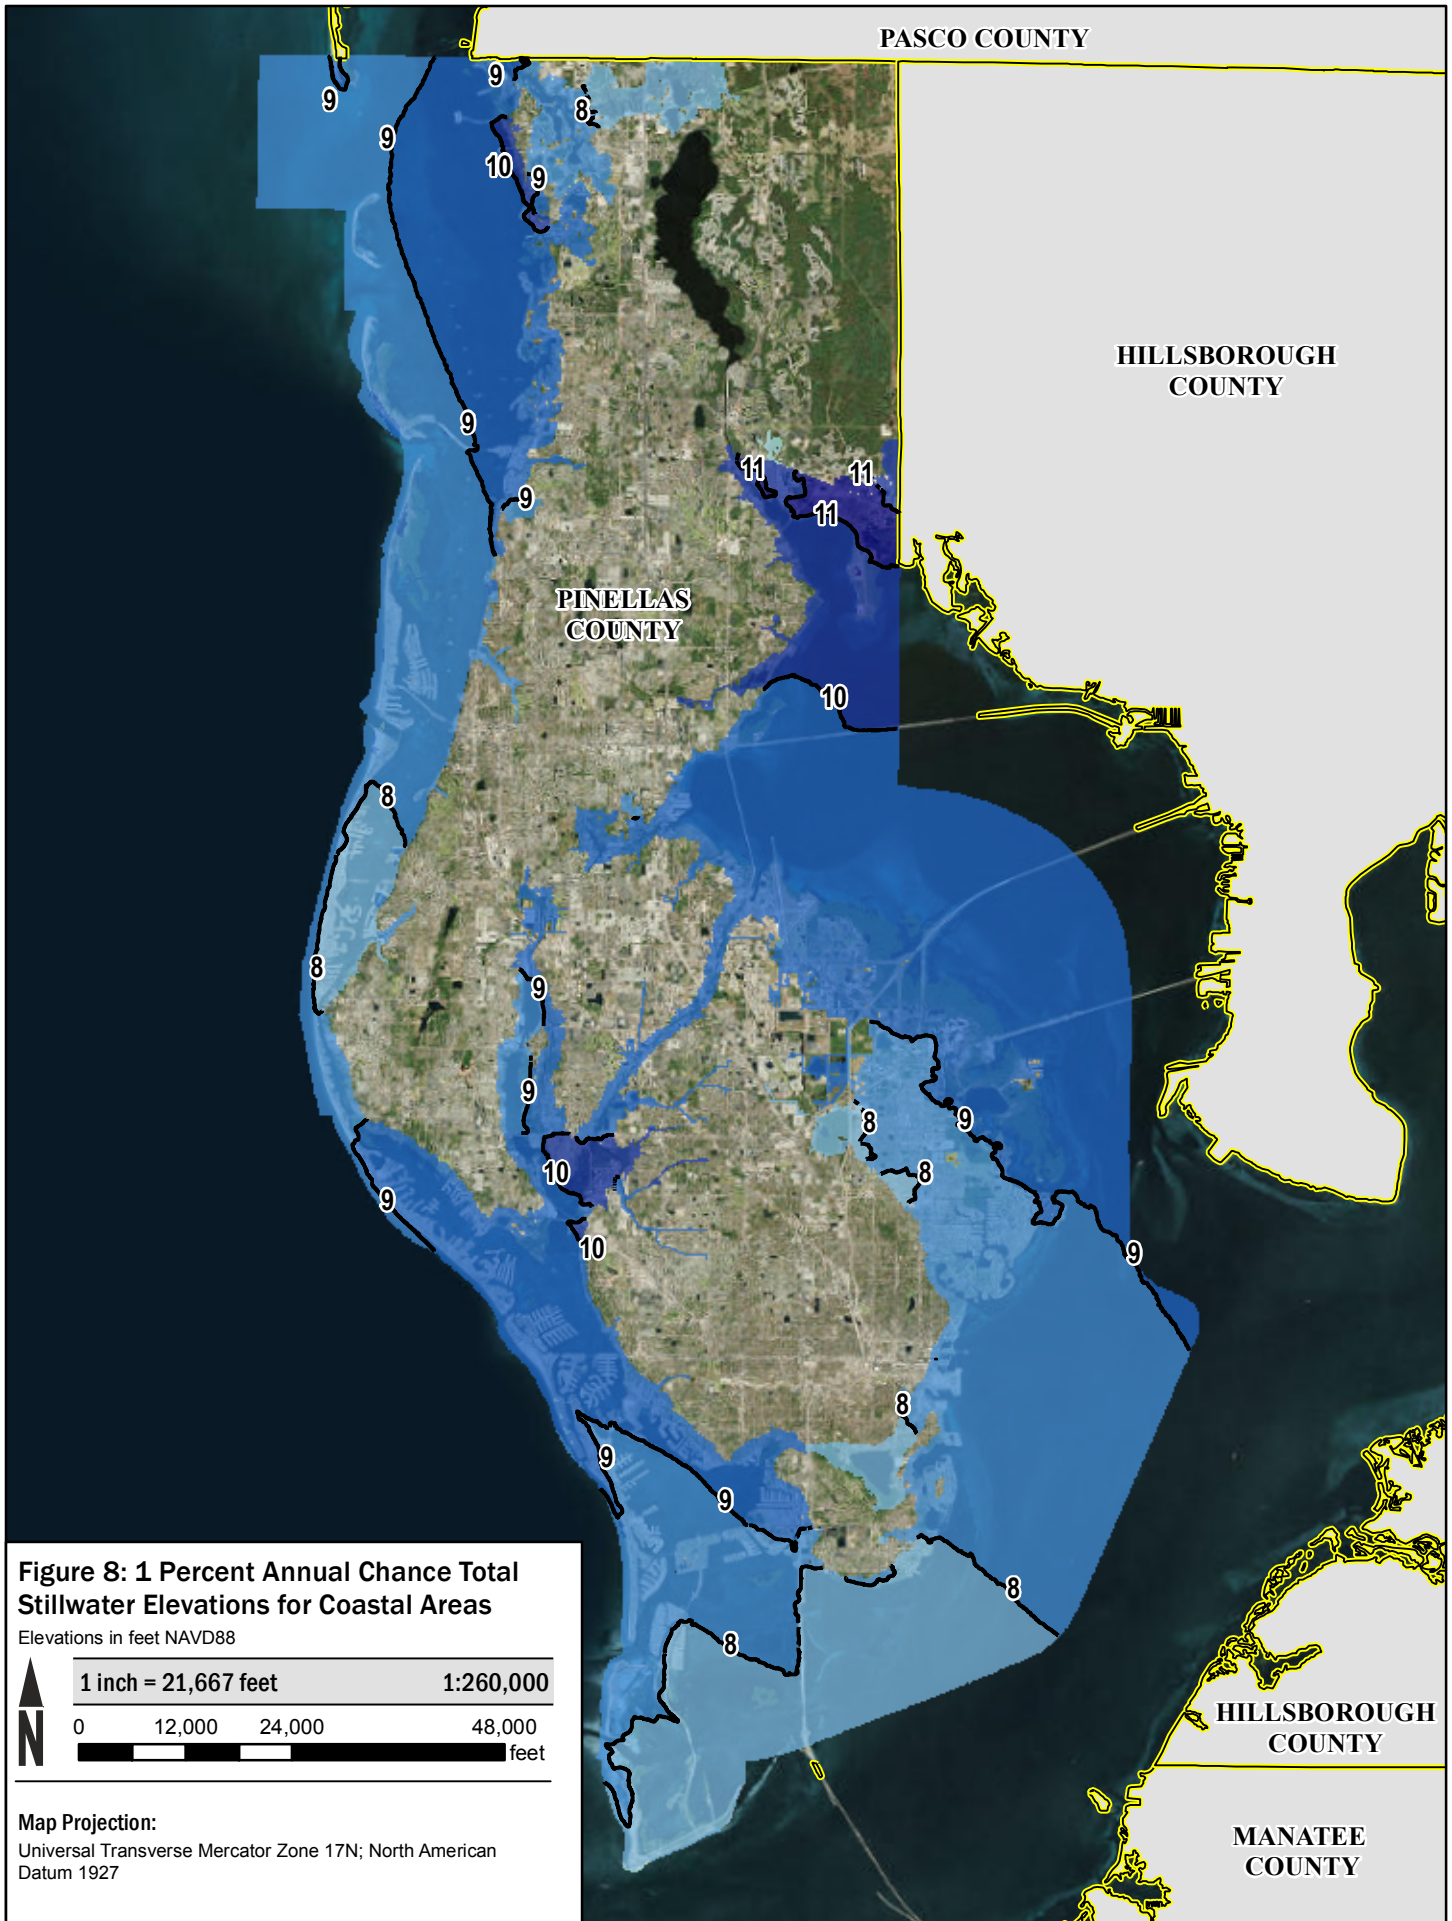 PASCO COUNTY
9
9
8
9
10
9
HILLSBOROUGH
COUNTY
9
11
11
9
11
PINELLAS
COUNTY
10
8
8
9
9
8
9
10
8
9
10
9
8
9
9
8
8
Figure 8: 1 Percent Annual Chance Total
Stillwater Elevations for Coastal Areas
Elevations in feet NAVD88
1 inch = 21,667 feet 1:260,000
0 12,000 24,000 48,000
feet
N
Map Projection:
Universal Transverse Mercator Zone 17N; North American
Datum 1927
HILLSBOROUGH
COUNTY
MANATEE
COUNTY